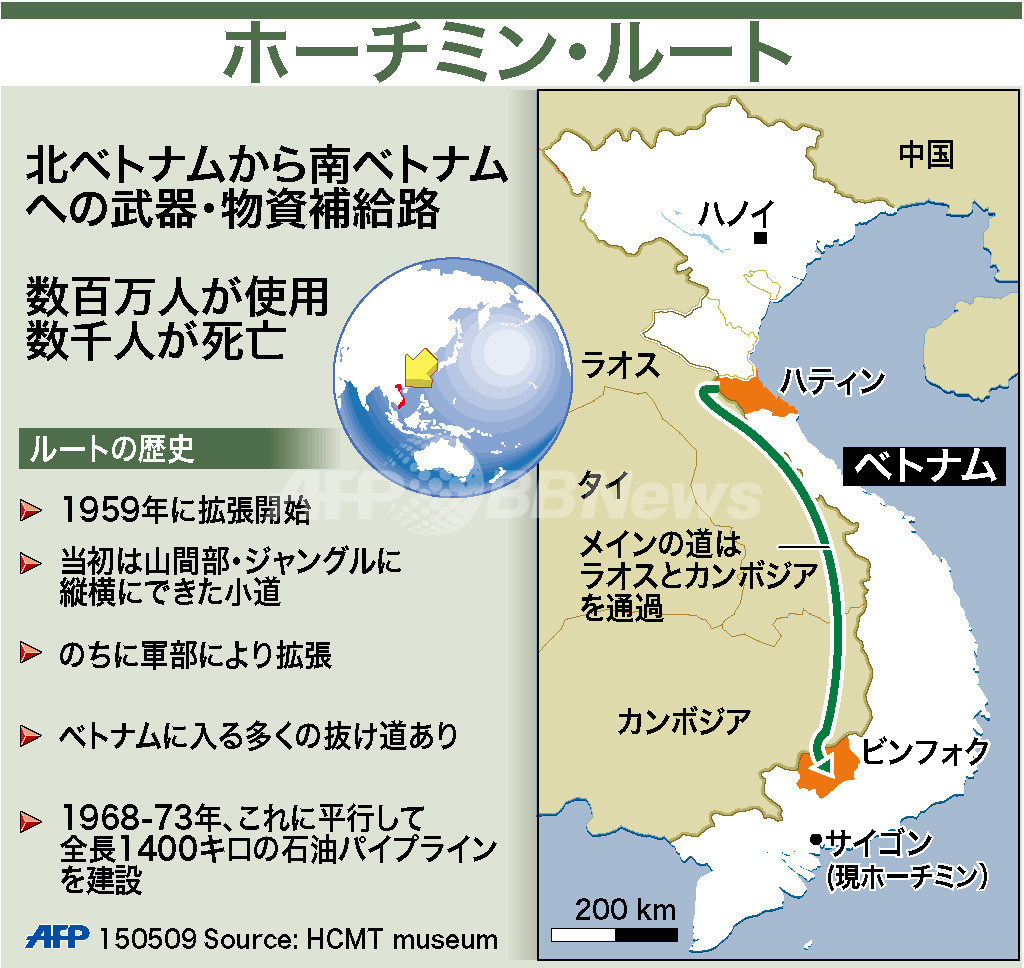 ホーチミン・ルート
北ベトナムから南ベトナム
への武器・物資補給路
数百万人が使用
数千人が死亡
ルートの歴史
1959年に拡張開始
当初は山間部・ジャングルに
縦横にできた小道
のちに軍部により拡張
ベトナムに入る多くの抜け道あり
1968-73年、これに平行して
全長1400キロの石油パイプライン
を建設
AFP 150509 Source: HCMT museum
中国
ハノイ
ラオス
ハティン
ベトナム
タイ
メインの道は
ラオスとカンボジア
を通過
カンボジア
ビンフォク
サイゴン
(現ホーチミン)
200 km
AFP BBNews